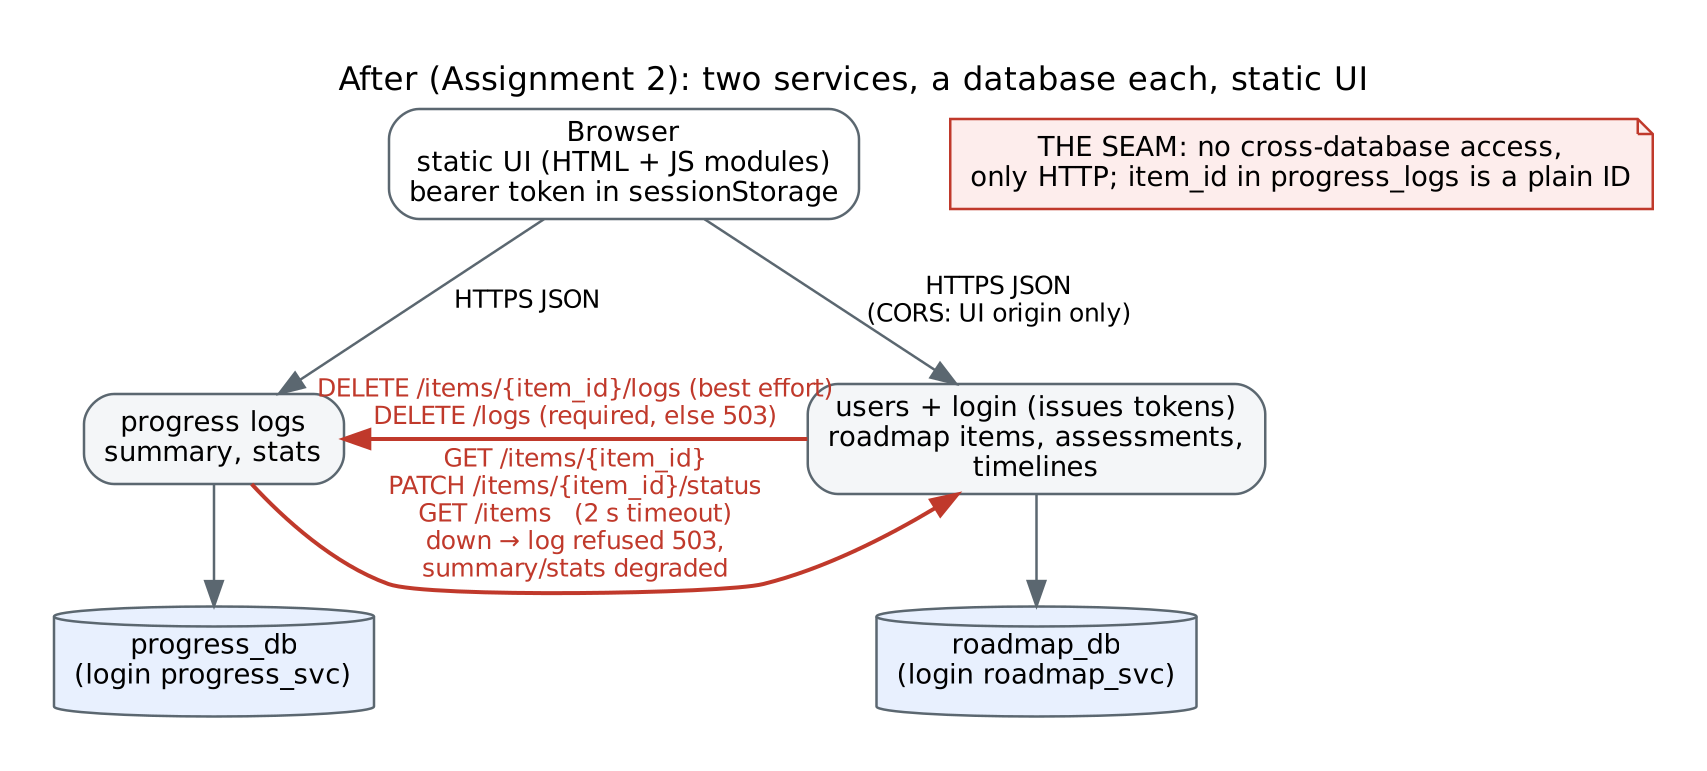 After (Assignment 2): two services, a database each, static UI
Browser
static UI (HTML + JS modules)
bearer token in sessionStorage
THE SEAM: no cross-database access,
only HTTP; item_id in progress_logs is a plain ID
HTTPS JSON
HTTPS JSON
(CORS: UI origin only)
DELETE /items/{item_id}/logs (best effort)
DELETE /logs (required, else 503)
progress logs
summary, stats
users + login (issues tokens)
roadmap items, assessments,
timelines
GET /items/{item_id}
PATCH /items/{item_id}/status
GET /items   (2 s timeout)
down → log refused 503,
summary/stats degraded
progress_db
(login progress_svc)
roadmap_db
(login roadmap_svc)